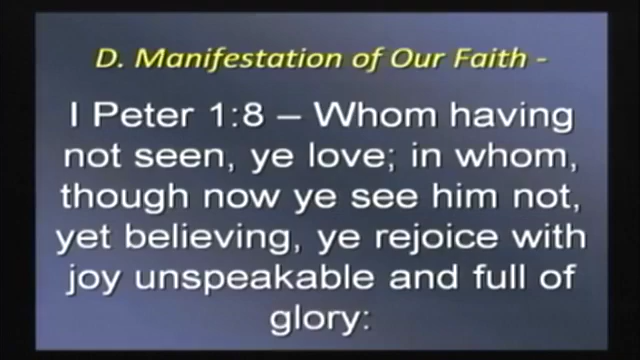 D. Manifestation of Our Faith -
I Peter 1:8 – Whom having
not seen, ye love; in whom,
though now ye see him not,
yet believing, ye rejoice with
joy unspeakable and full of
glory: